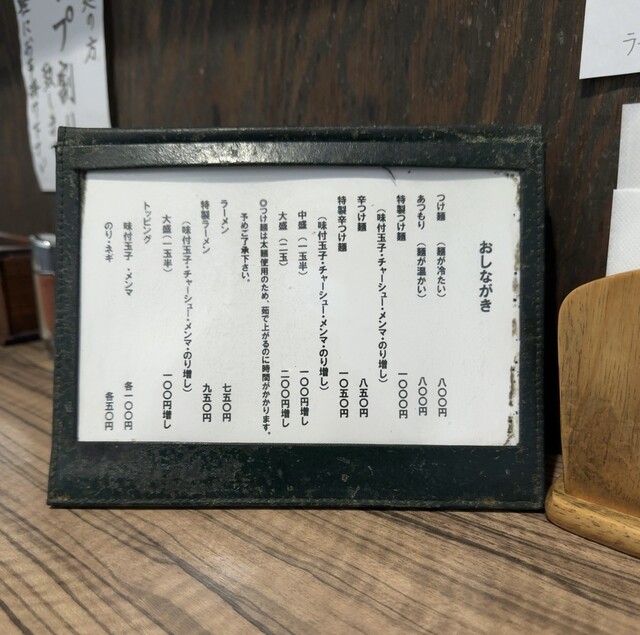 おしながき
つけ麺 (麺が冷たい) 八〇〇円
あつもり (麺が温かい) 八〇〇円
特製つけ麺 一〇〇〇円
(味付玉子・チャーシュー・メンマ・のり増し)
辛つけ麺 八五〇円
特製辛つけ麺 一〇五〇円
(味付玉子・チャーシュー・メンマ・のり増し)
中盛 (一玉半) 一〇〇円増し
大盛 (二玉) 二〇〇円増し
◎つけ麺は太麺使用のため、茹で上がるのに時間がかかります。
予めご了承下さい。
ラーメン 七五〇円
特製ラーメン 九五〇円
(味付玉子・チャーシュー・メンマ・のり増し)
大盛 (一玉半) 一〇〇円増し
トッピング
味付玉子・メンマ 各一〇〇円
のり・ネギ 各五〇円
の方
プ割り
ラー